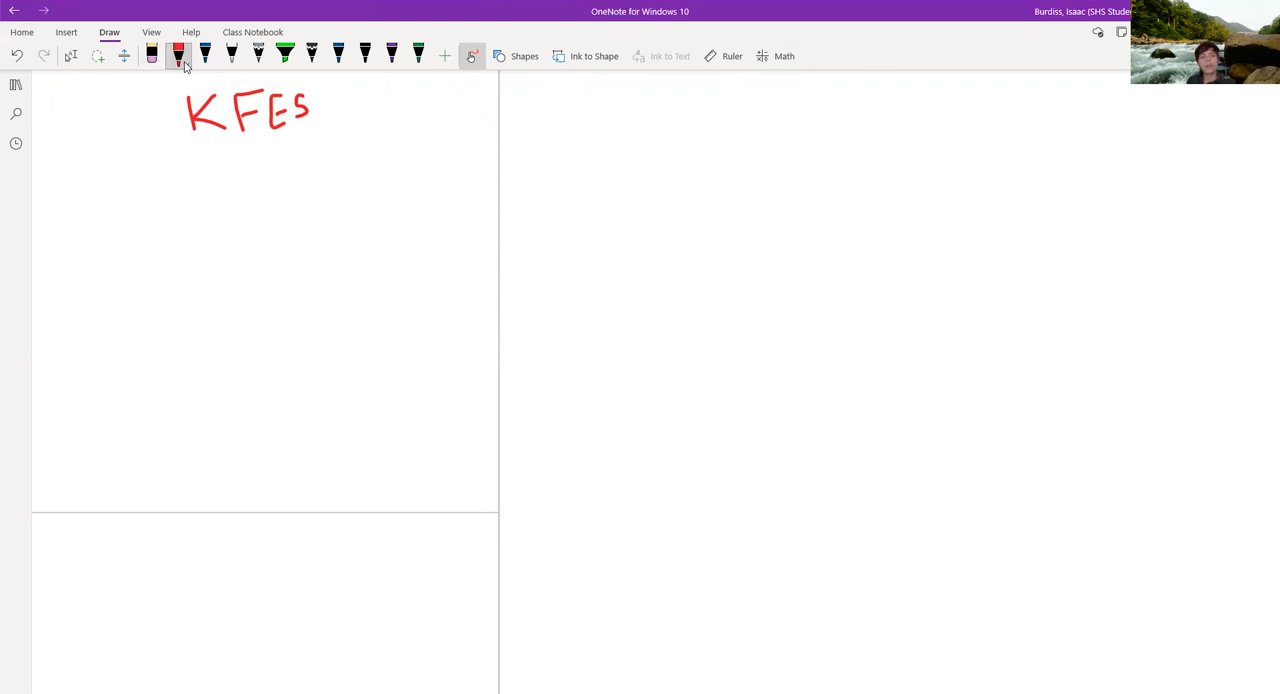 OneNote for Windows 10
Burdiss, Isaac (SHS Stude
Home Insert Draw View Help Class Notebook
Shapes Ink to Shape Ink to Text Ruler Math
KFES